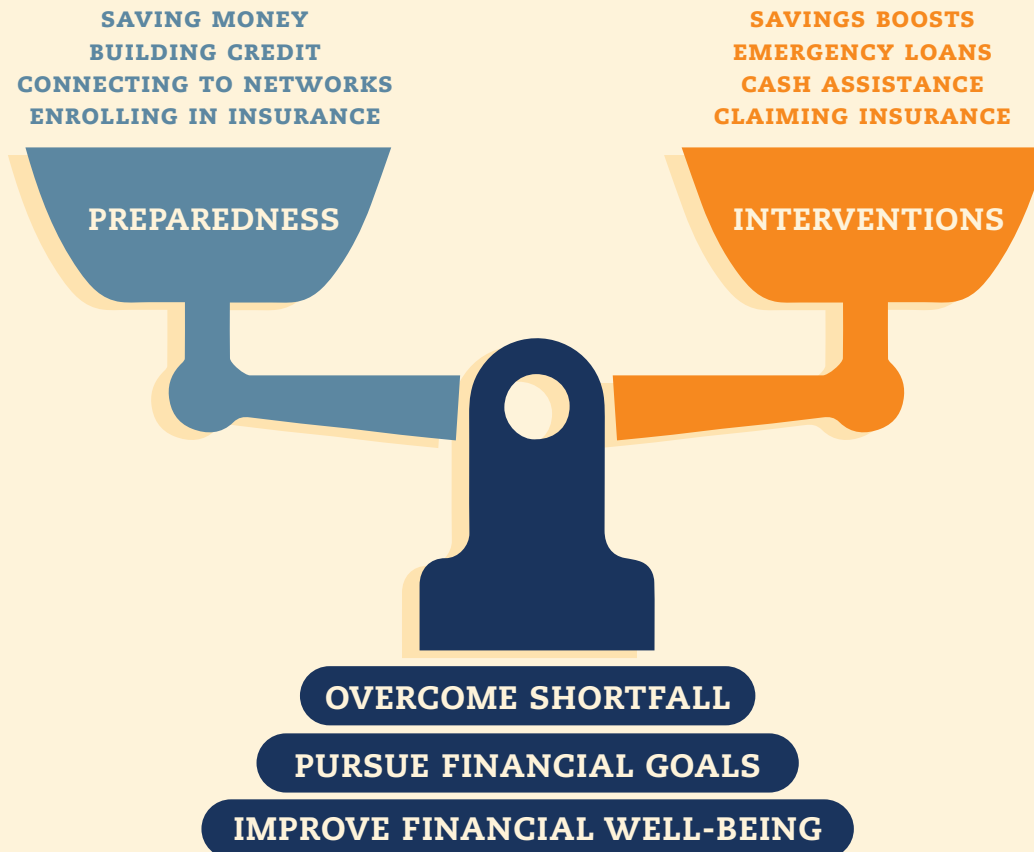 SAVING MONEY
BUILDING CREDIT
CONNECTING TO NETWORKS
ENROLLING IN INSURANCE
PREPAREDNESS
SAVINGS BOOSTS
EMERGENCY LOANS
CASH ASSISTANCE
CLAIMING INSURANCE
INTERVENTIONS
OVERCOME SHORTFALL
PURSUE FINANCIAL GOALS
IMPROVE FINANCIAL WELL-BEING